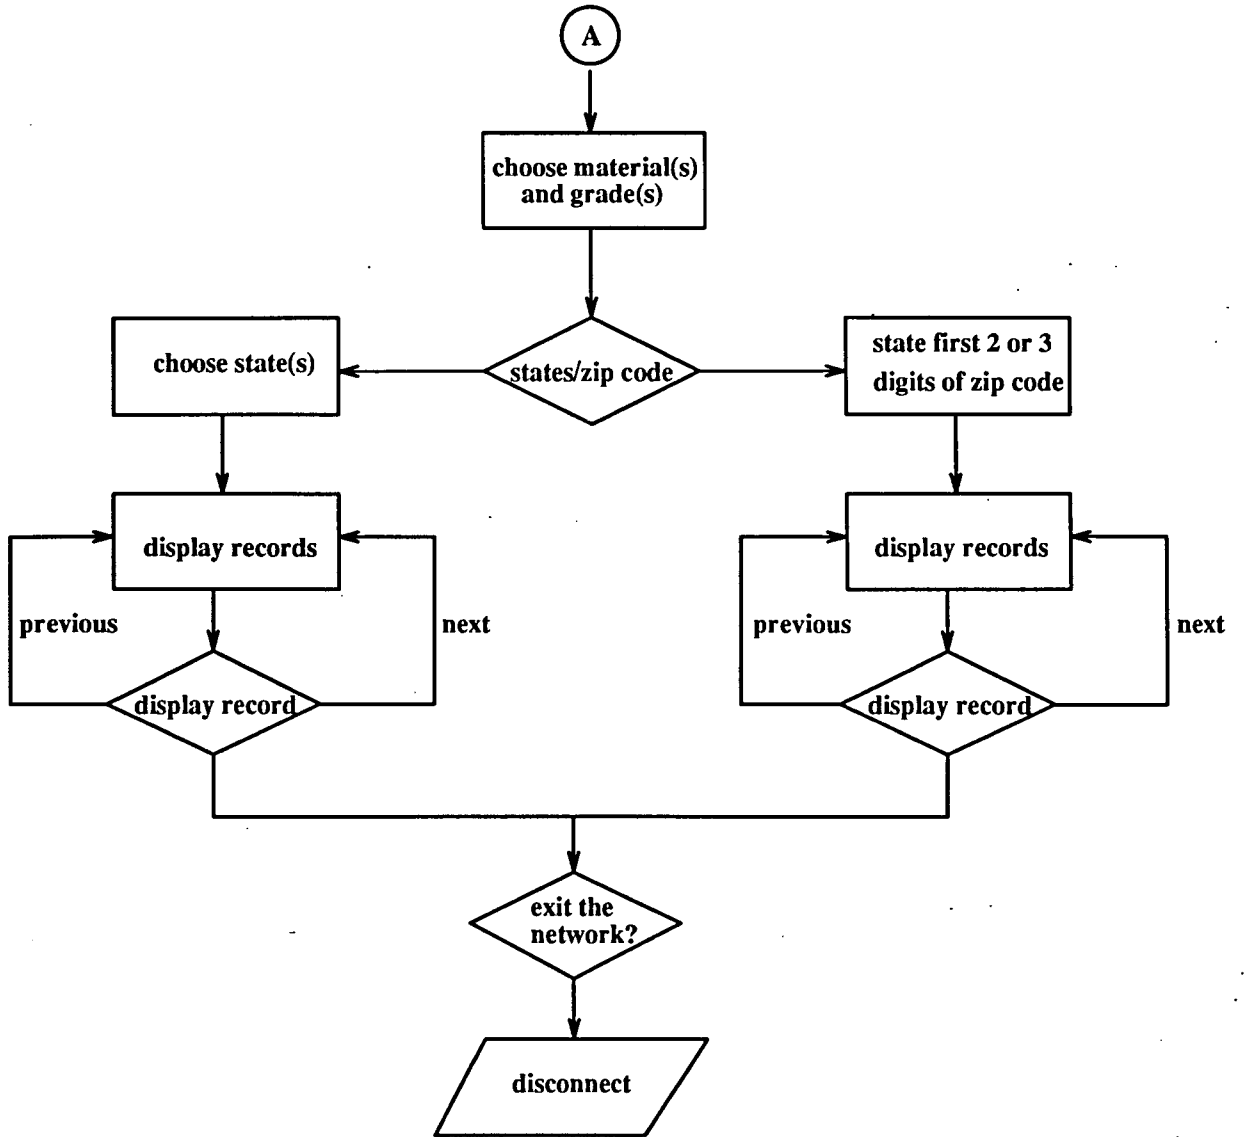 A
choose material(s)
and grade(s)
choose state(s)
states/zip code
state first 2 or 3
digits of zip code
display records
display records
previous
next
previous
next
display record
display record
exit the
network?
disconnect